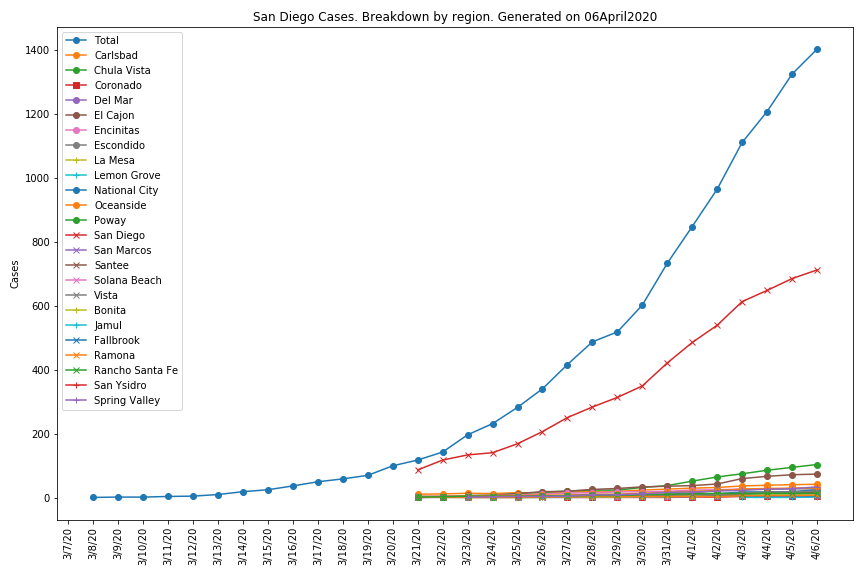 San Diego Cases. Breakdown by region. Generated on 06April2020
Cases
1400
1200
1000
800
600
400
200
0
Total
Carlsbad
Chula Vista
Coronado
Del Mar
El Cajon
Encinitas
Escondido
La Mesa
Lemon Grove
National City
Oceanside
Poway
San Diego
San Marcos
Santee
Solana Beach
Vista
Bonita
Jamul
Fallbrook
Ramona
Rancho Santa Fe
San Ysidro
Spring Valley
3/7/20
3/8/20
3/9/20
3/10/20
3/11/20
3/12/20
3/13/20
3/14/20
3/15/20
3/16/20
3/17/20
3/18/20
3/19/20
3/20/20
3/21/20
3/22/20
3/23/20
3/24/20
3/25/20
3/26/20
3/27/20
3/28/20
3/29/20
3/30/20
3/31/20
4/1/20
4/2/20
4/3/20
4/4/20
4/5/20
4/6/20